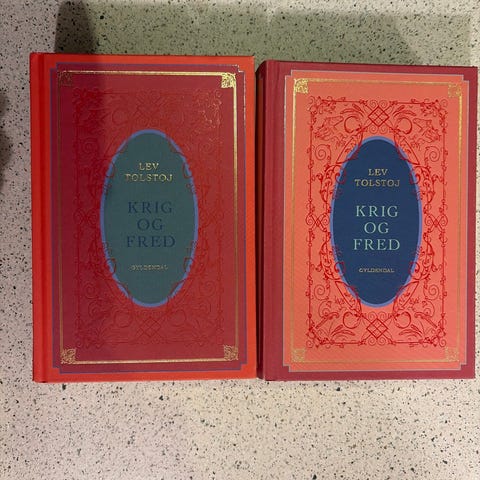 LEV
TOLSTOJ
KRIG
OG
FRED
GYLDENDAL
LEV
TOLSTOJ
KRIG
OG
FRED
GYLDENDAL